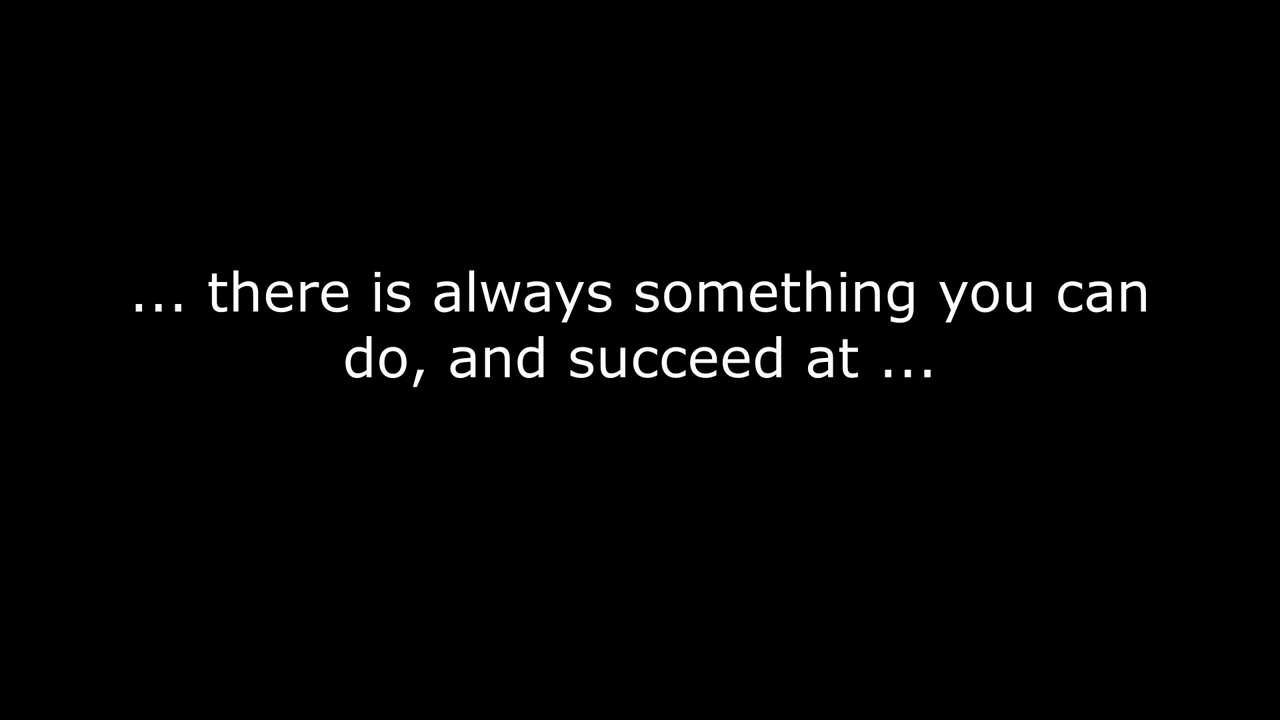 ... there is always something you can
do, and succeed at ...